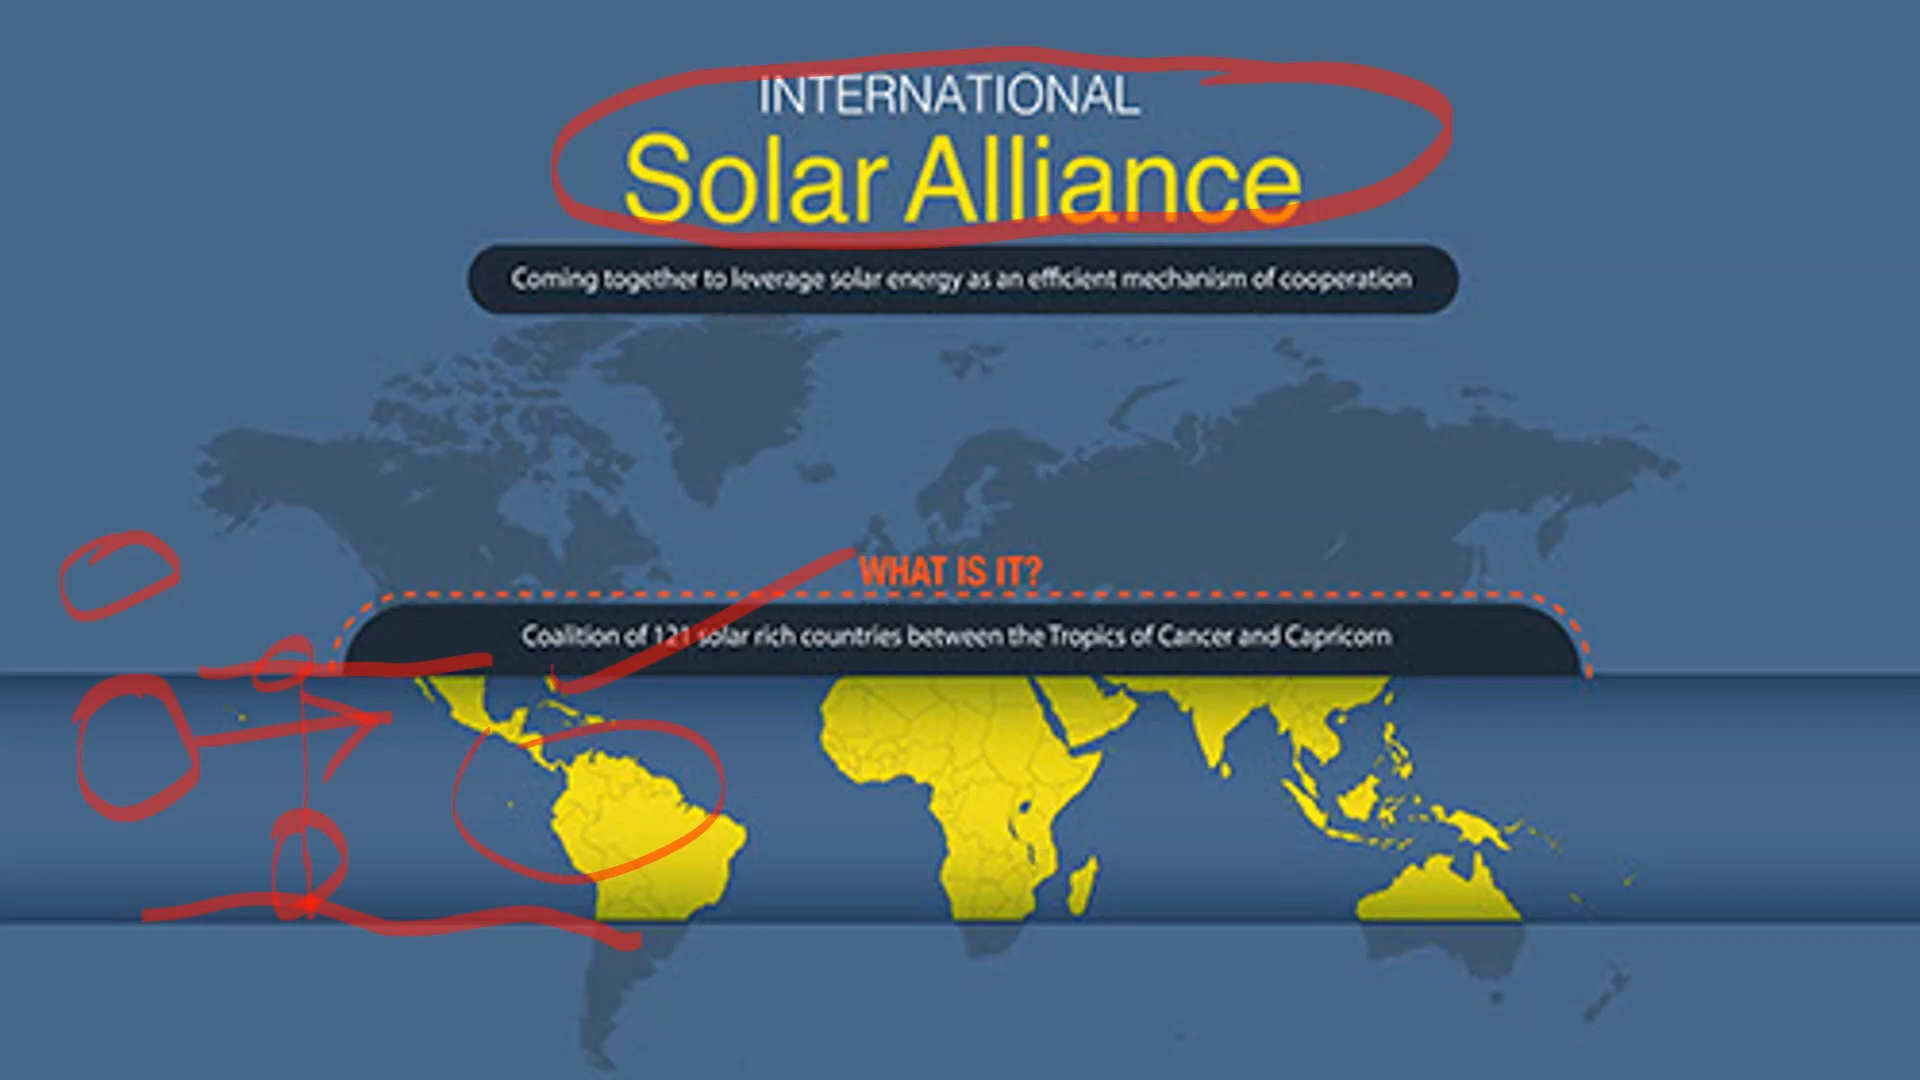 INTERNATIONAL
Solar Alliance
Coming together to leverage solar energy as an efficient mechanism of cooperation
WHAT IS IT?
Coalition of 121 solar rich countries between the Tropics of Cancer and Capricorn